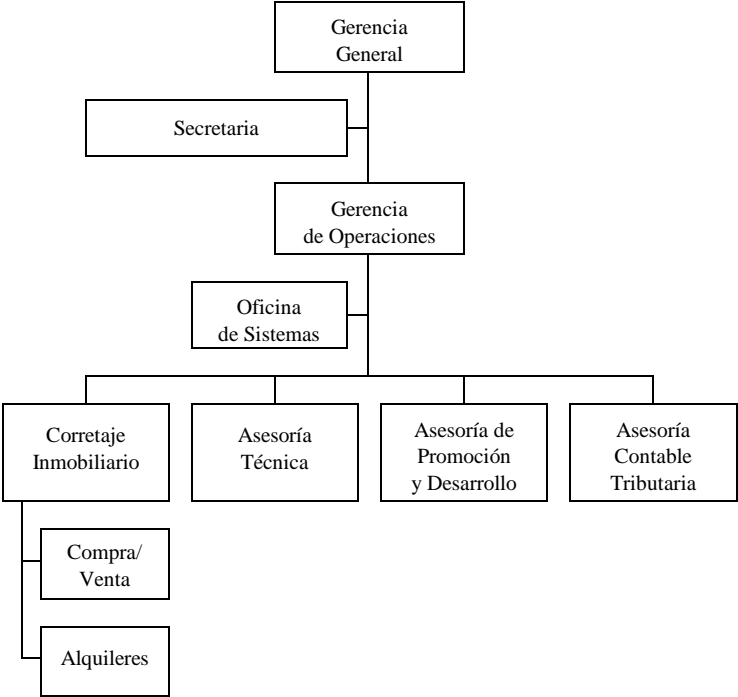 Gerencia
General
Secretaria
Gerencia
de Operaciones
Oficina
de Sistemas
Corretaje
Inmobiliario
Asesoría
Técnica
Asesoría de
Promoción
y Desarrollo
Asesoría
Contable
Tributaria
Compra/
Venta
Alquileres